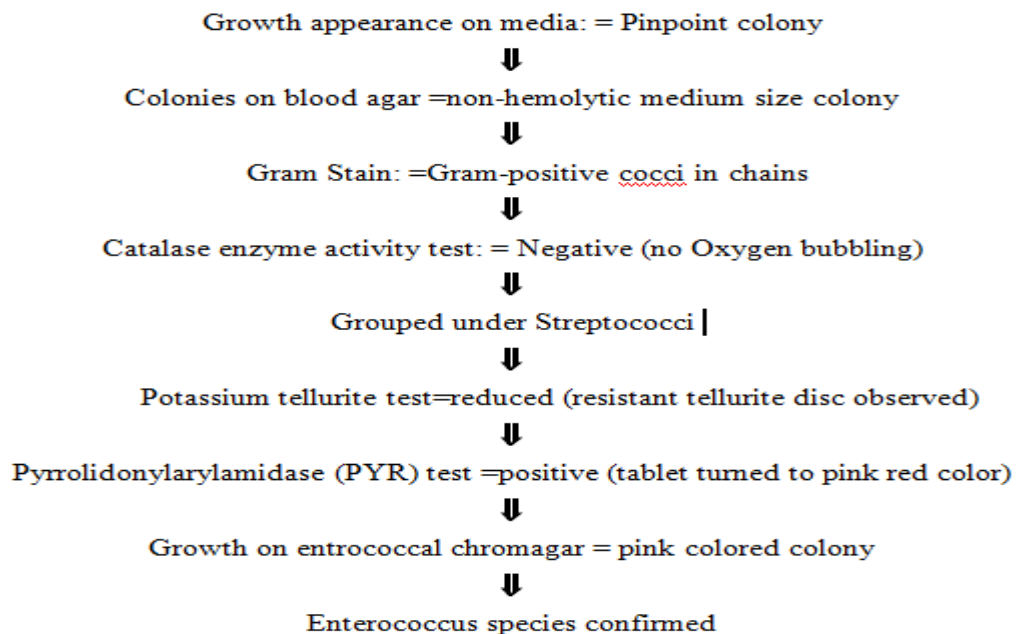 Growth appearance on media: = Pinpoint colony
⇓
Colonies on blood agar =non-hemolytic medium size colony
⇓
Gram Stain: =Gram-positive cocci in chains
⇓
Catalase enzyme activity test: = Negative (no Oxygen bubbling)
⇓
Grouped under Streptococci
⇓
Potassium tellurite test=reduced (resistant tellurite disc observed)
⇓
Pyrrolidonylarylamidase (PYR) test =positive (tablet turned to pink red color)
⇓
Growth on entrococcal chromagar = pink colored colony
⇓
Enterococcus species confirmed